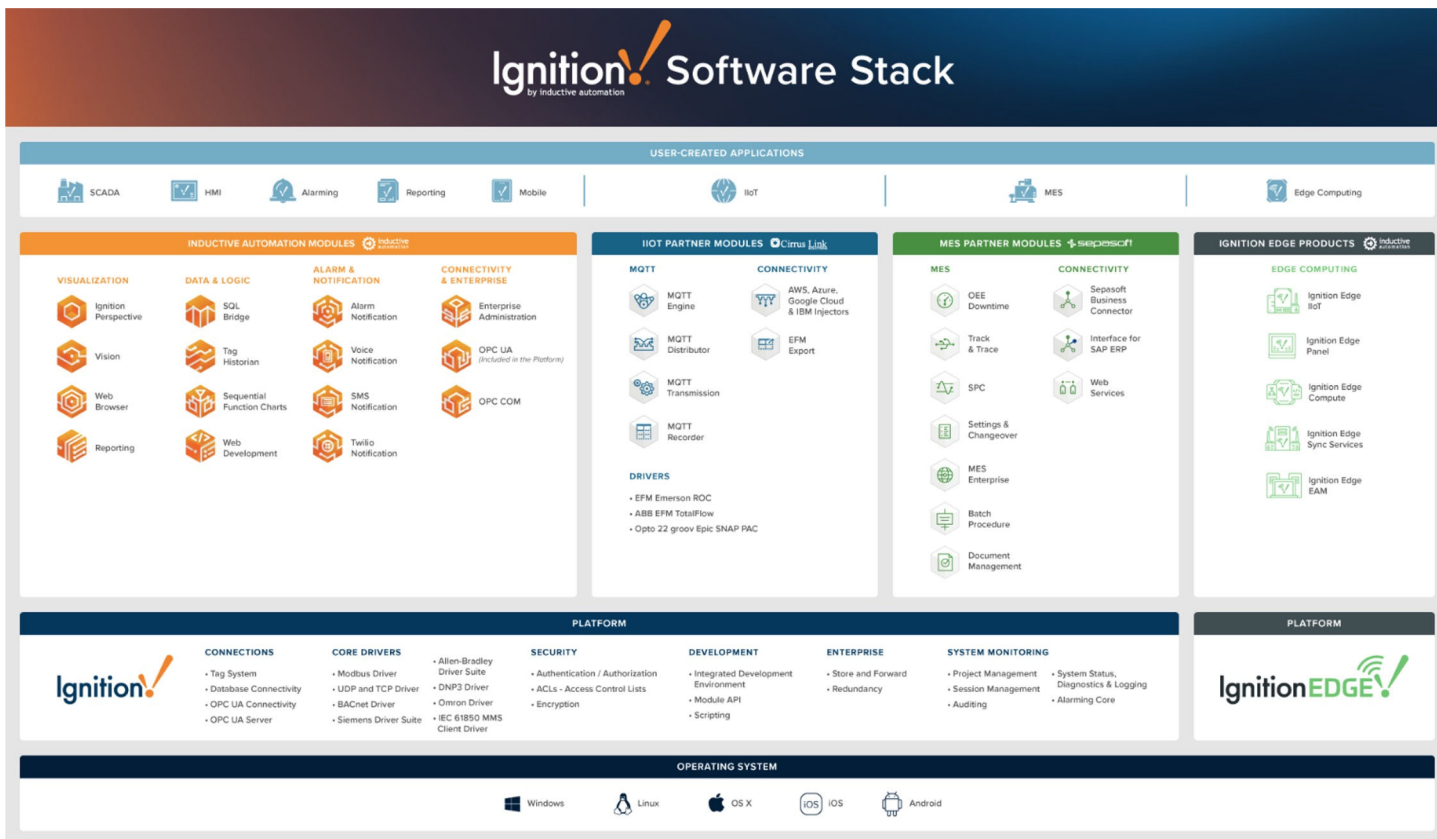 Ignition!
by inductive automation
Software Stack
USER-CREATED APPLICATIONS
SCADA
HMI
Alarming
Reporting
Mobile
IIoT
MES
Edge Computing
INDUCTIVE AUTOMATION MODULES inductive automation
VISUALIZATION
Ignition
Perspective
Vision
Web
Browser
Reporting
DATA & LOGIC
SQL
Bridge
Tag
Historian
Sequential
Function Charts
Web
Development
ALARM &
NOTIFICATION
Alarm
Notification
Voice
Notification
SMS
Notification
Twilio
Notification
CONNECTIVITY
& ENTERPRISE
Enterprise
Administration
OPC UA
(Included in the Platform)
OPC COM
IIOT PARTNER MODULES Cirrus Link
MQTT
MQTT
Engine
MQTT
Distributor
MQTT
Transmission
MQTT
Recorder
CONNECTIVITY
AWS, Azure,
Google Cloud
& IBM Injectors
EFM
Export
DRIVERS
• EFM Emerson ROC
• ABB EFM TotalFlow
• Opto 22 groov Epic SNAP PAC
MES PARTNER MODULES sepasoft
MES
OEE
Downtime
Track
& Trace
SPC
Settings &
Changeover
MES
Enterprise
Batch
Procedure
Document
Management
CONNECTIVITY
Sepasoft
Business
Connector
Interface for
SAP ERP
Web
Services
IGNITION EDGE PRODUCTS inductive automation
EDGE COMPUTING
Ignition Edge
IIoT
Ignition Edge
Panel
Ignition Edge
Compute
Ignition Edge
Sync Services
Ignition Edge
EAM
PLATFORM
Ignition!
CONNECTIONS
• Tag System
• Database Connectivity
• OPC UA Connectivity
• OPC UA Server
CORE DRIVERS
• Modbus Driver
• UDP and TCP Driver
• BACnet Driver
• Siemens Driver Suite
• Allen-Bradley
Driver Suite
• DNP3 Driver
• Omron Driver
• IEC 61850 MMS
Client Driver
SECURITY
• Authentication / Authorization
• ACLs - Access Control Lists
• Encryption
DEVELOPMENT
• Integrated Development
Environment
• Module API
• Scripting
ENTERPRISE
• Store and Forward
• Redundancy
SYSTEM MONITORING
• Project Management
• Session Management
• Auditing
• System Status,
Diagnostics & Logging
• Alarming Core
PLATFORM
Ignition EDGE!
OPERATING SYSTEM
Windows
Linux
OS X
iOS
iOS
Android